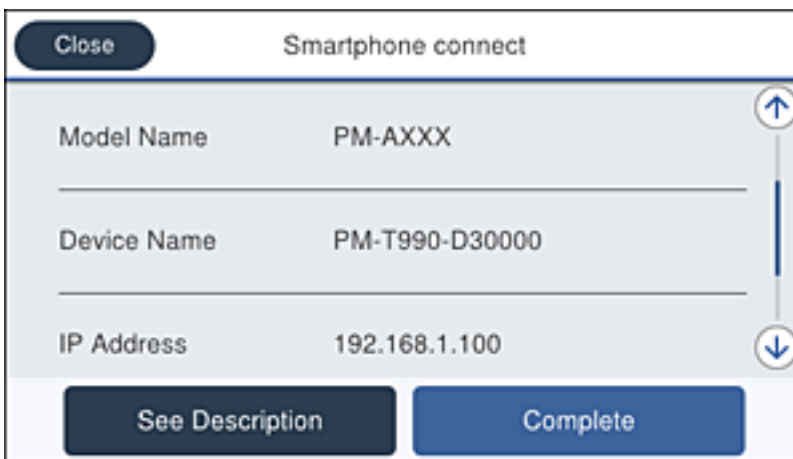 Close
Smartphone connect
Model Name PM-AXXX
Device Name PM-T990-D30000
IP Address 192.168.1.100
See Description
Complete